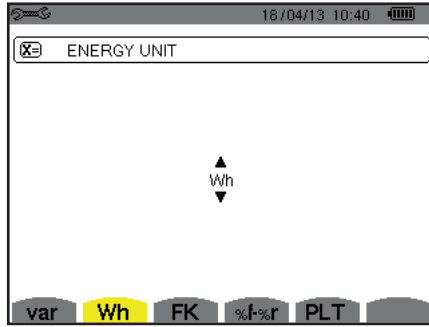 18/04/13 10:40
X= ENERGY UNIT
Wh
var Wh FK %f-%r PLT